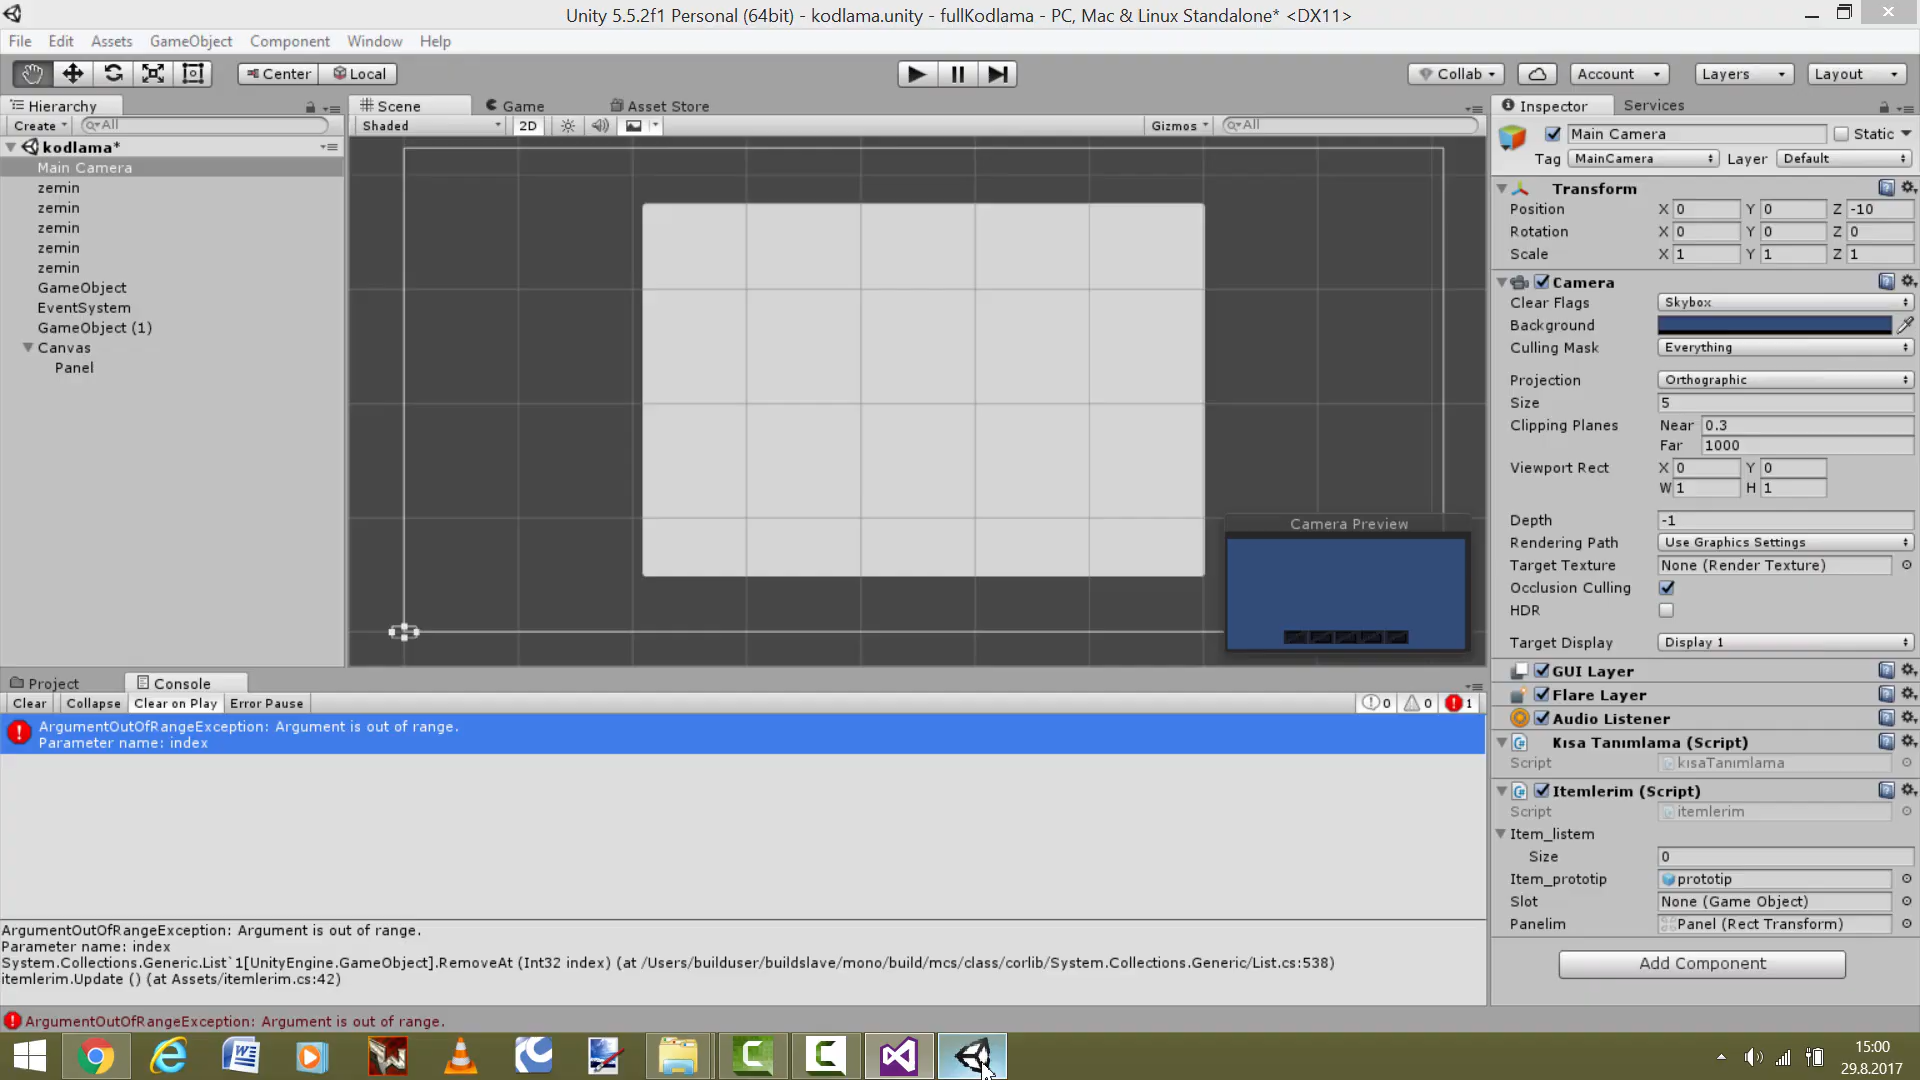 Unity 5.5.2f1 Personal (64bit) - kodlama.unity - fullKodlama - PC, Mac & Linux Standalone* <DX11>
File Edit Assets GameObject Component Window Help
Center Local Collab Account Layers Layout
Hierarchy
Create All
kodlama*
Main Camera
zemin
zemin
zemin
zemin
zemin
GameObject
EventSystem
GameObject (1)
Canvas
Panel
Scene Game Asset Store
Shaded 2D Gizmos All
Camera Preview
Inspector Services
Main Camera Static
Tag MainCamera Layer Default
Transform
Position X 0 Y 0 Z -10
Rotation X 0 Y 0 Z 0
Scale X 1 Y 1 Z 1
Camera
Clear Flags Skybox
Background
Culling Mask Everything
Projection Orthographic
Size 5
Clipping Planes Near 0.3
Far 1000
Viewport Rect X 0 Y 0
W 1 H 1
Depth -1
Rendering Path Use Graphics Settings
Target Texture None (Render Texture)
Occlusion Culling
HDR
Target Display Display 1
GUI Layer
Flare Layer
Audio Listener
Kısa Tanımlama (Script)
Script kısaTanımlama
Itemlerim (Script)
Script itemlerim
Item_listem
Size 0
Item_prototip prototip
Slot None (Game Object)
Panelim Panel (Rect Transform)
Add Component
Project Console
Clear Collapse Clear on Play Error Pause 0 0 1
ArgumentOutOfRangeException: Argument is out of range.
Parameter name: index
ArgumentOutOfRangeException: Argument is out of range.
Parameter name: index
System.Collections.Generic.List`1[UnityEngine.GameObject].RemoveAt (Int32 index) (at /Users/builduser/buildslave/mono/build/mcs/class/corlib/System.Collections.Generic/List.cs:538)
itemlerim.Update () (at Assets/itemlerim.cs:42)
ArgumentOutOfRangeException: Argument is out of range.
15:00
29.8.2017